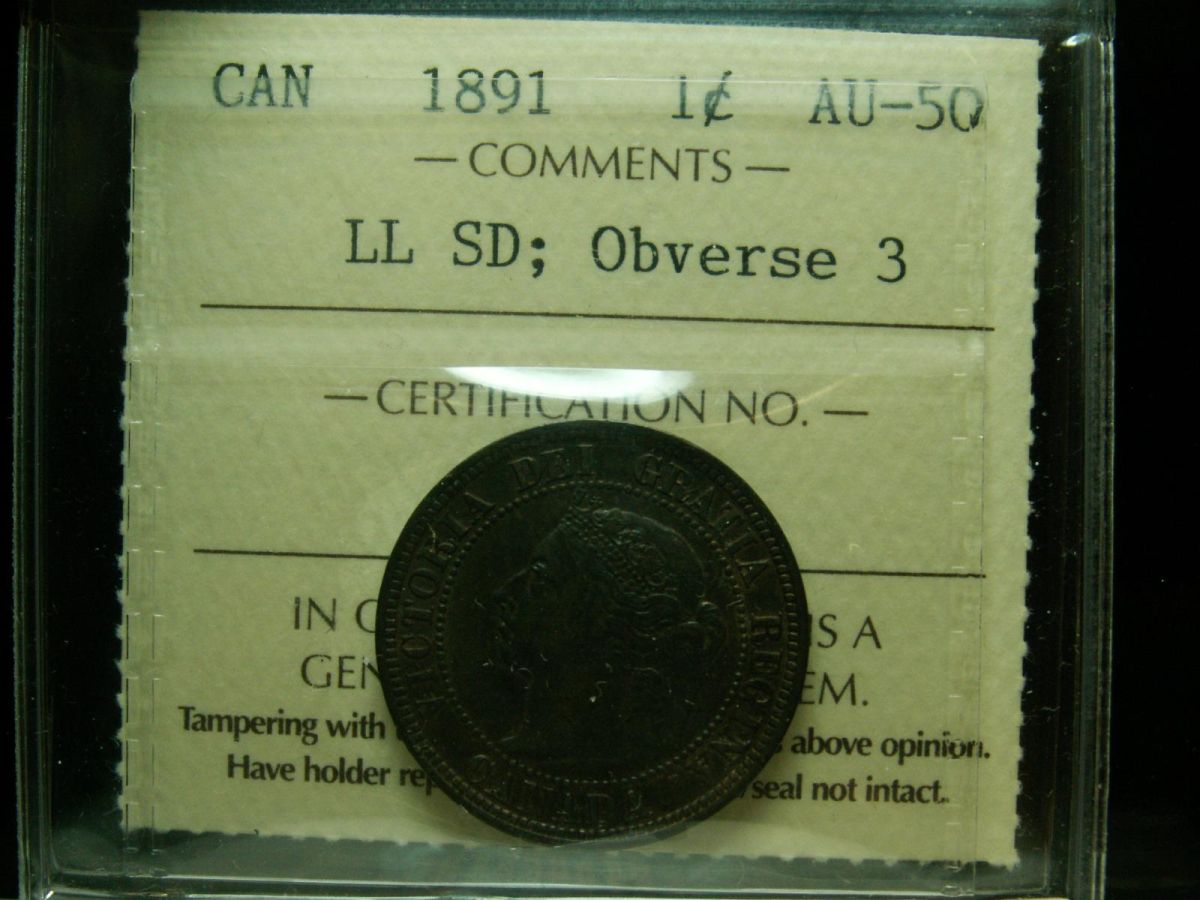 CAN 1891 1¢ AU-50
— COMMENTS —
LL SD; Obverse 3
— CERTIFICATION NO. —
VICTORIA DEI GRATIA REGINA
CANADA
IN IS A
GEN EM.
Tampering with above opinion.
Have holder seal not intact.